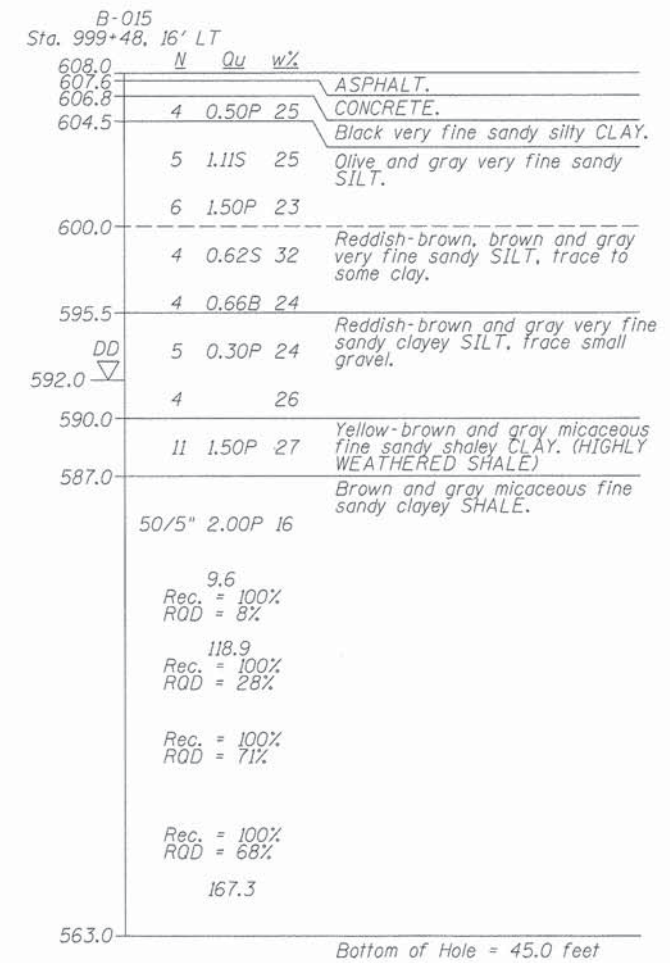 B-015
Sta. 999+48, 16' LT
N Qu w%
608.0
607.6
ASPHALT.
606.8
4 0.50P 25 CONCRETE.
604.5
Black very fine sandy silty CLAY.
5 1.11S 25 Olive and gray very fine sandy
SILT.
6 1.50P 23
600.0
Reddish-brown, brown and gray
4 0.62S 32 very fine sandy SILT, trace to
some clay.
4 0.66B 24
595.5
Reddish-brown and gray very fine
DD 5 0.30P 24 sandy clayey SILT, trace small
gravel.
592.0
4 26
590.0
Yellow-brown and gray micaceous
11 1.50P 27 fine sandy shaley CLAY. (HIGHLY
WEATHERED SHALE)
587.0
Brown and gray micaceous fine
sandy clayey SHALE.
50/5" 2.00P 16
9.6
Rec. = 100%
RQD = 8%
118.9
Rec. = 100%
RQD = 28%
Rec. = 100%
RQD = 71%
Rec. = 100%
RQD = 68%
167.3
563.0
Bottom of Hole = 45.0 feet